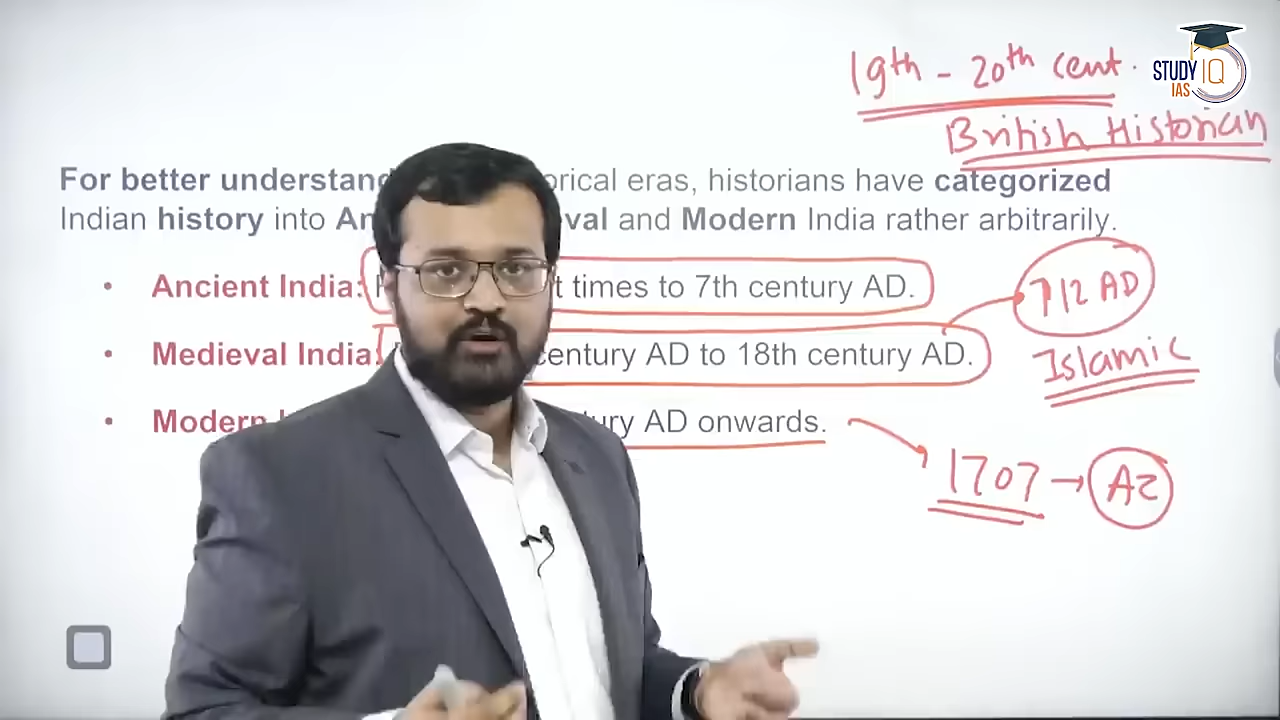 19th - 20th cent.
STUDY IQ
IAS
British Historian
For better understand orical eras, historians have categorized
Indian history into An eval and Modern India rather arbitrarily.
• Ancient India: t times to 7th century AD.
712 AD
• Medieval India: century AD to 18th century AD.
Islamic
• Modern ury AD onwards.
1707 → AZ